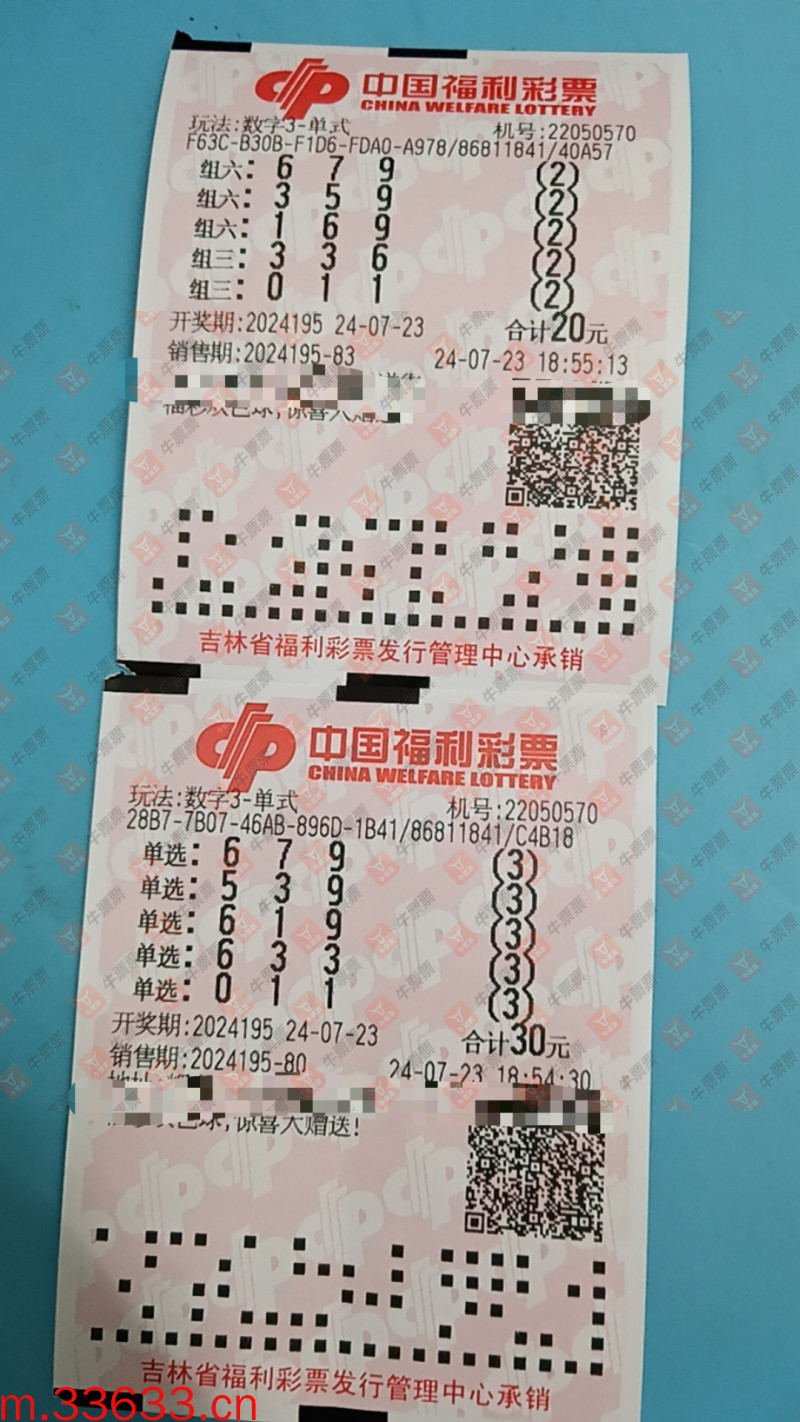 中国福利彩票
CHINA WELFARE LOTTERY
玩法:数字3-单式 机号:22050570
F63C-B30B-F1D6-FDA0-A978/86811841/40A57
组六: 6 7 9 (2)
组六: 3 5 9 (2)
组六: 1 6 9 (2)
组三: 3 3 6 (2)
组三: 0 1 1 (2)
开奖期:2024195 24-07-23 合计20元
销售期:2024195-83 24-07-23 18:55:13
吉林省福利彩票发行管理中心承销
中国福利彩票
CHINA WELFARE LOTTERY
玩法:数字3-单式 机号:22050570
28B7-7B07-46AB-896D-1B41/86811841/C4B18
单选: 6 7 9 (3)
单选: 5 3 9 (3)
单选: 6 1 9 (3)
单选: 6 3 3 (3)
单选: 0 1 1 (3)
开奖期:2024195 24-07-23 合计30元
销售期:2024195-80 24-07-23 18:54:30
球,惊喜大赠送!
吉林省福利彩票发行管理中心承销
m.33633.cn
牛票票